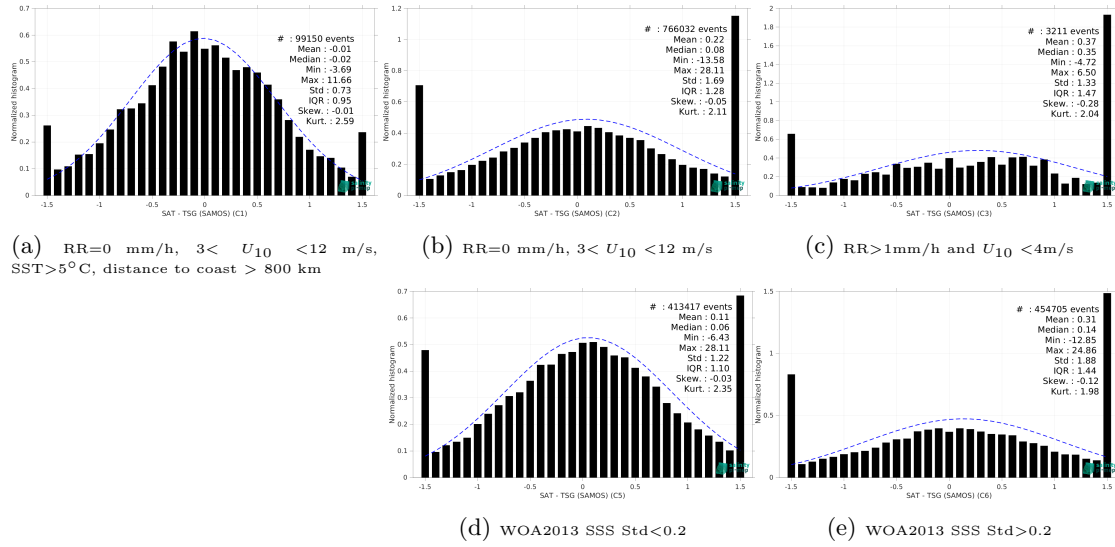 0.7
0.6
0.5
0.4
0.3
0.2
0.1
0
Normalized histogram
# : 99150 events
Mean : -0.01
Median : -0.02
Min : -3.69
Max : 11.66
Std : 0.73
IQR : 0.95
Skew. : -0.01
Kurt. : 2.59
-1.5 -1 -0.5 0 0.5 1 1.5
SAT - TSG (SAMOS) (C1)
(a) RR=0 mm/h, 3< U10 <12 m/s,
SST>5°C, distance to coast > 800 km
1.2
1
0.8
0.6
0.4
0.2
0
Normalized histogram
# : 766032 events
Mean : 0.22
Median : 0.08
Min : -13.58
Max : 28.11
Std : 1.69
IQR : 1.28
Skew. : -0.05
Kurt. : 2.11
-1.5 -1 -0.5 0 0.5 1 1.5
SAT - TSG (SAMOS) (C2)
(b) RR=0 mm/h, 3< U10 <12 m/s
2
1.8
1.6
1.4
1.2
1
0.8
0.6
0.4
0.2
0
Normalized histogram
# : 3211 events
Mean : 0.37
Median : 0.35
Min : -4.72
Max : 6.50
Std : 1.33
IQR : 1.47
Skew. : -0.28
Kurt. : 2.04
-1.5 -1 -0.5 0 0.5 1 1.5
SAT - TSG (SAMOS) (C3)
(c) RR>1mm/h and U10 <4m/s
0.7
0.6
0.5
0.4
0.3
0.2
0.1
0
Normalized histogram
# : 413417 events
Mean : 0.11
Median : 0.06
Min : -6.43
Max : 28.11
Std : 1.22
IQR : 1.10
Skew. : -0.03
Kurt. : 2.35
-1.5 -1 -0.5 0 0.5 1 1.5
SAT - TSG (SAMOS) (C5)
(d) WOA2013 SSS Std<0.2
1.5
1
0.5
0
Normalized histogram
# : 454705 events
Mean : 0.31
Median : 0.14
Min : -12.85
Max : 24.86
Std : 1.88
IQR : 1.44
Skew. : -0.12
Kurt. : 1.98
-1.5 -1 -0.5 0 0.5 1 1.5
SAT - TSG (SAMOS) (C6)
(e) WOA2013 SSS Std>0.2